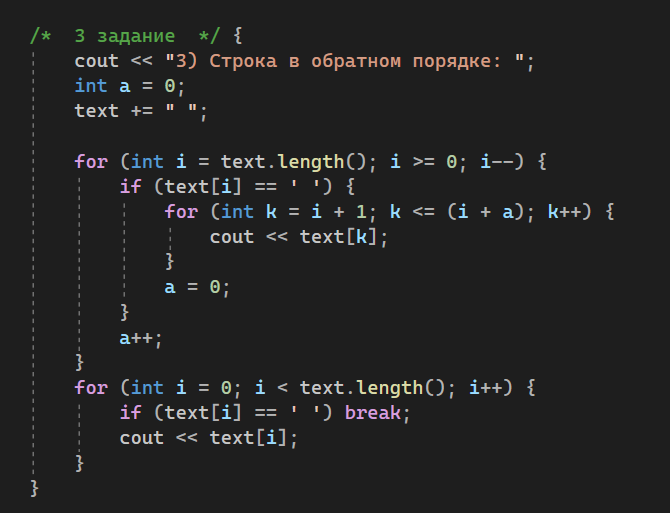 /*  3 задание  */ {
    cout << "3) Строка в обратном порядке: ";
    int a = 0;
    text += " ";

    for (int i = text.length(); i >= 0; i--) {
        if (text[i] == ' ') {
            for (int k = i + 1; k <= (i + a); k++) {
                cout << text[k];
            }
            a = 0;
        }
        a++;
    }
    for (int i = 0; i < text.length(); i++) {
        if (text[i] == ' ') break;
        cout << text[i];
    }
}